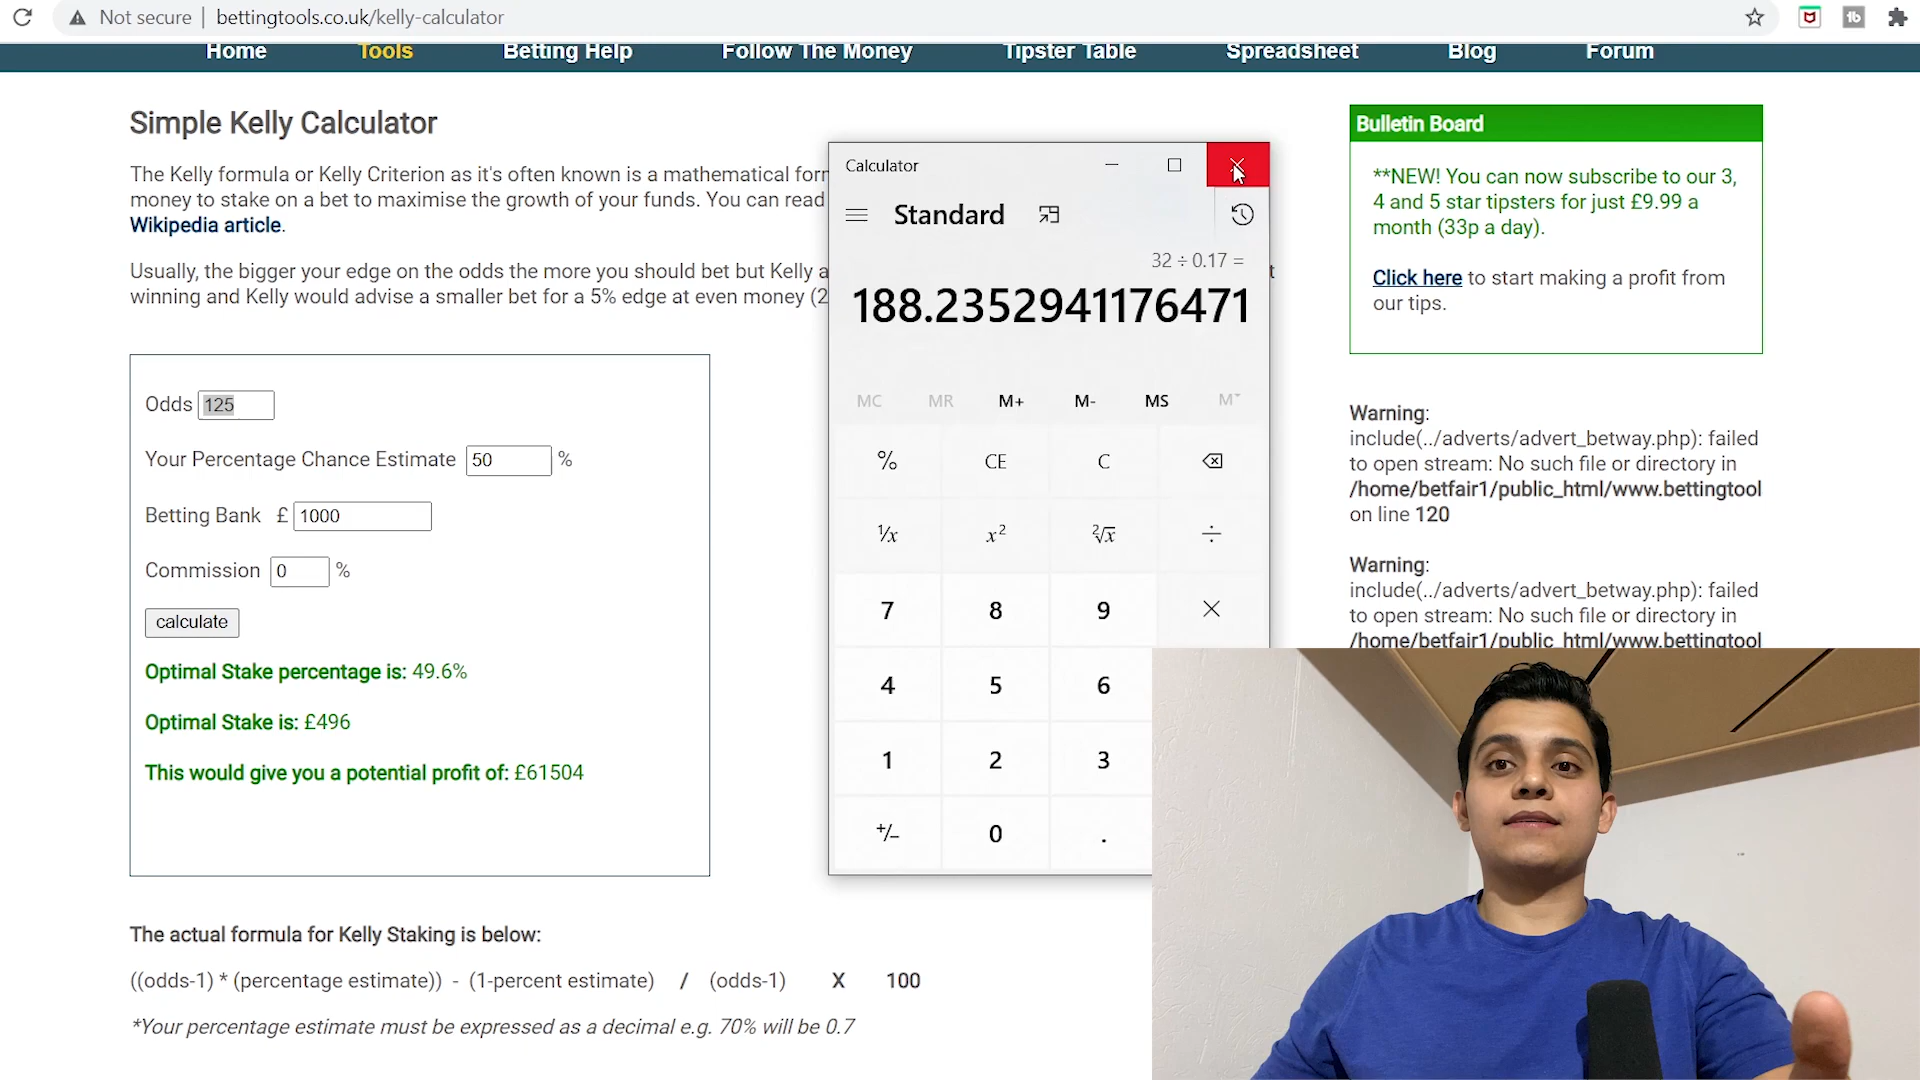 Not secure | bettingtools.co.uk/kelly-calculator
Home Tools Betting Help Follow The Money Tipster Table Spreadsheet Blog Forum
Simple Kelly Calculator
The Kelly formula or Kelly Criterion as it's often known is a mathematical
money to stake on a bet to maximise the growth of your funds. You can read
Wikipedia article.
Usually, the bigger your edge on the odds the more you should bet but Kelly
winning and Kelly would advise a smaller bet for a 5% edge at even money (2
Odds 125
Your Percentage Chance Estimate 50 %
Betting Bank £ 1000
Commission 0 %
calculate
Optimal Stake percentage is: 49.6%
Optimal Stake is: £496
This would give you a potential profit of: £61504
The actual formula for Kelly Staking is below:
((odds-1) * (percentage estimate)) - (1-percent estimate) / (odds-1) X 100
*Your percentage estimate must be expressed as a decimal e.g. 70% will be 0.7
Calculator
Standard
32 ÷ 0.17 =
188.2352941176471
MC MR M+ M- MS M˅
% CE C
¹/x x² ²√x ÷
7 8 9 ×
4 5 6
1 2 3
+/- 0 .
Bulletin Board
**NEW! You can now subscribe to our 3,
4 and 5 star tipsters for just £9.99 a
month (33p a day).
Click here to start making a profit from
our tips.
Warning:
include(../adverts/advert_betway.php): failed
to open stream: No such file or directory in
/home/betfair1/public_html/www.bettingtool
on line 120
Warning:
include(../adverts/advert_betway.php): failed
to open stream: No such file or directory in
/home/betfair1/public_html/www.bettingtool